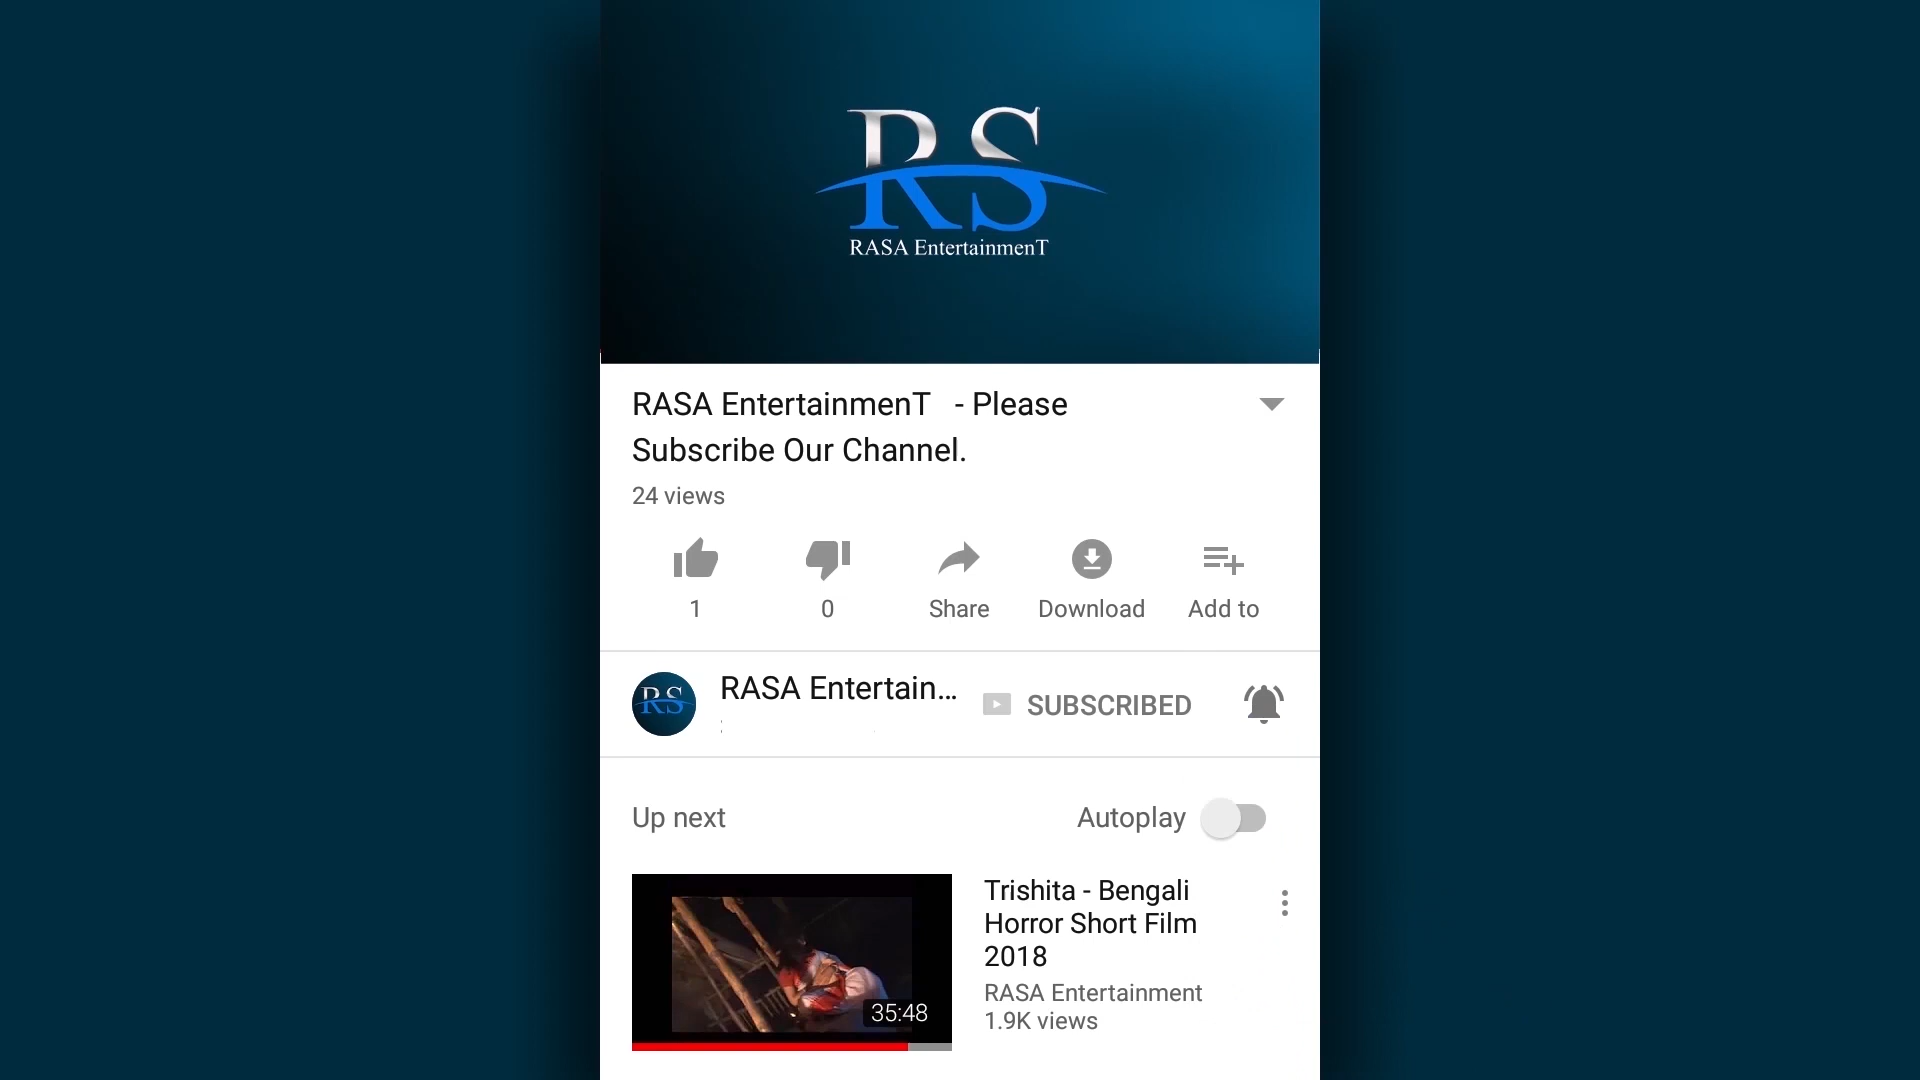 RS
RASA EntertainmenT
RASA EntertainmenT - Please
Subscribe Our Channel.
24 views
1
0
Share
Download
Add to
RS
RASA Entertain...
SUBSCRIBED
Up next
Autoplay
35:48
Trishita - Bengali
Horror Short Film
2018
RASA Entertainment
1.9K views